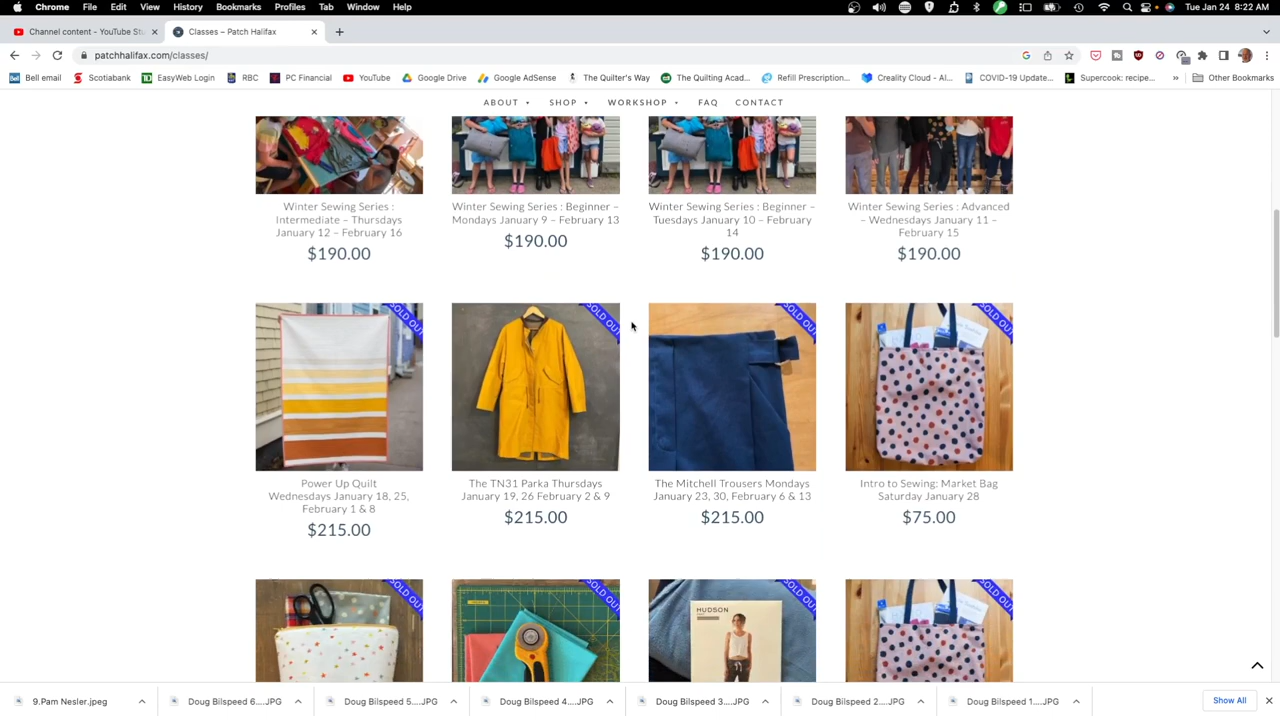 Chrome File Edit View History Bookmarks Profiles Tab Window Help Tue Jan 24 8:22 AM
Channel content - YouTube Stu Classes – Patch Halifax
patchhalifax.com/classes/
Bell email Scotiabank EasyWeb Login RBC PC Financial YouTube Google Drive Google AdSense The Quilter's Way The Quilting Acad... Refill Prescription... Creality Cloud - Al... COVID-19 Update... Supercook: recipe... » Other Bookmarks
ABOUT SHOP WORKSHOP FAQ CONTACT
Winter Sewing Series :
Intermediate – Thursdays
January 12 – February 16
$190.00
Winter Sewing Series : Beginner –
Mondays January 9 – February 13
$190.00
Winter Sewing Series : Beginner –
Tuesdays January 10 – February
14
$190.00
Winter Sewing Series : Advanced
– Wednesdays January 11 –
February 15
$190.00
SOLD OUT
SOLD OUT
SOLD OUT
SOLD OUT
Power Up Quilt
Wednesdays January 18, 25,
February 1 & 8
$215.00
The TN31 Parka Thursdays
January 19, 26 February 2 & 9
$215.00
The Mitchell Trousers Mondays
January 23, 30, February 6 & 13
$215.00
Intro to Sewing: Market Bag
Saturday January 28
$75.00
SOLD OUT
SOLD OUT
SOLD OUT
SOLD OUT
HUDSON
9.Pam Nesler.jpeg Doug Bilspeed 6....JPG Doug Bilspeed 5....JPG Doug Bilspeed 4....JPG Doug Bilspeed 3....JPG Doug Bilspeed 2....JPG Doug Bilspeed 1....JPG Show All